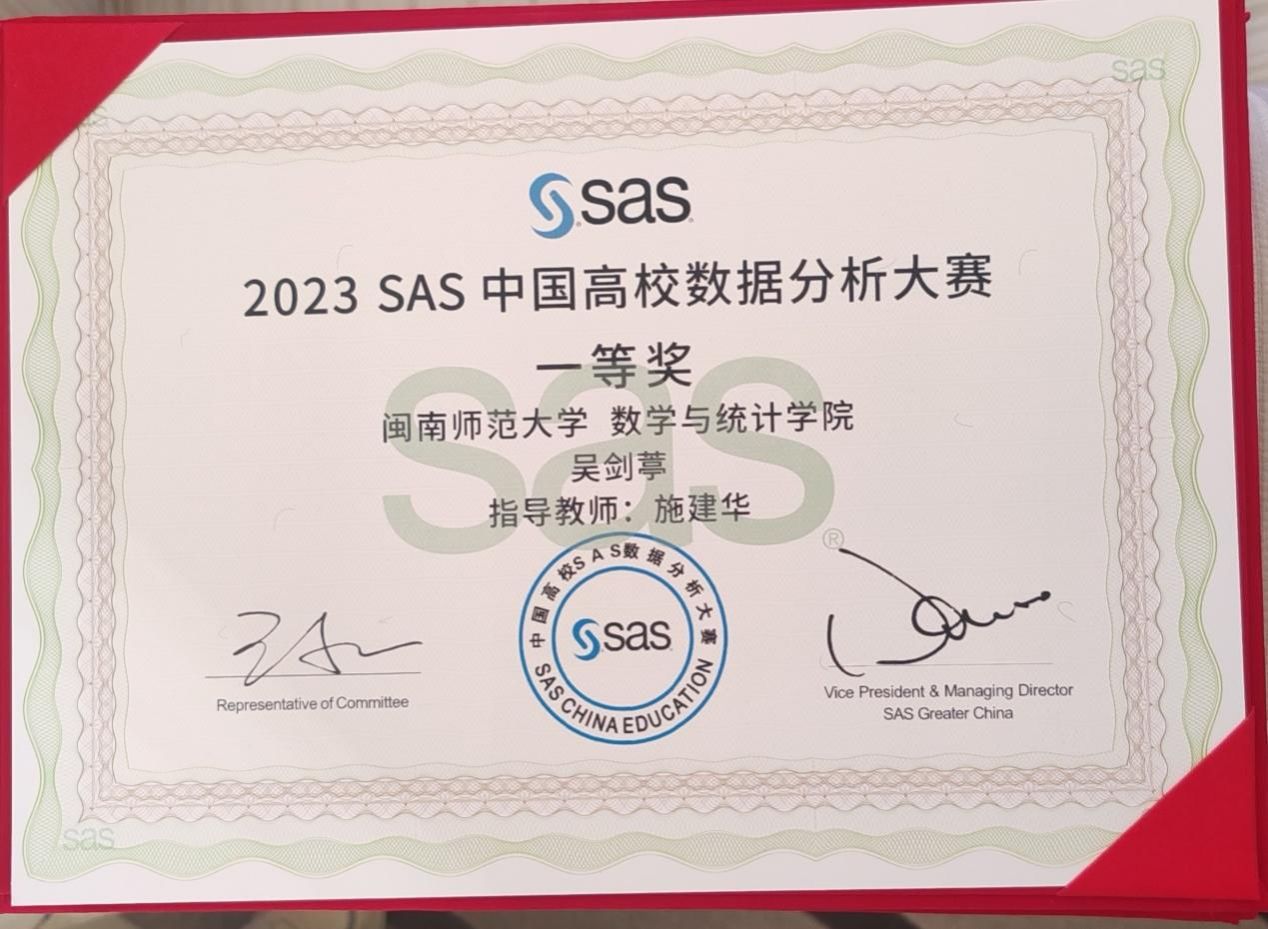 sas
sas
2023 SAS 中国高校数据分析大赛
一等奖
闽南师范大学 数学与统计学院
吴剑葶
指导教师：施建华
sas
®
中国高校SAS数据分析大赛
sas
SAS CHINA EDUCATION
Representative of Committee
Vice President & Managing Director
SAS Greater China
sas